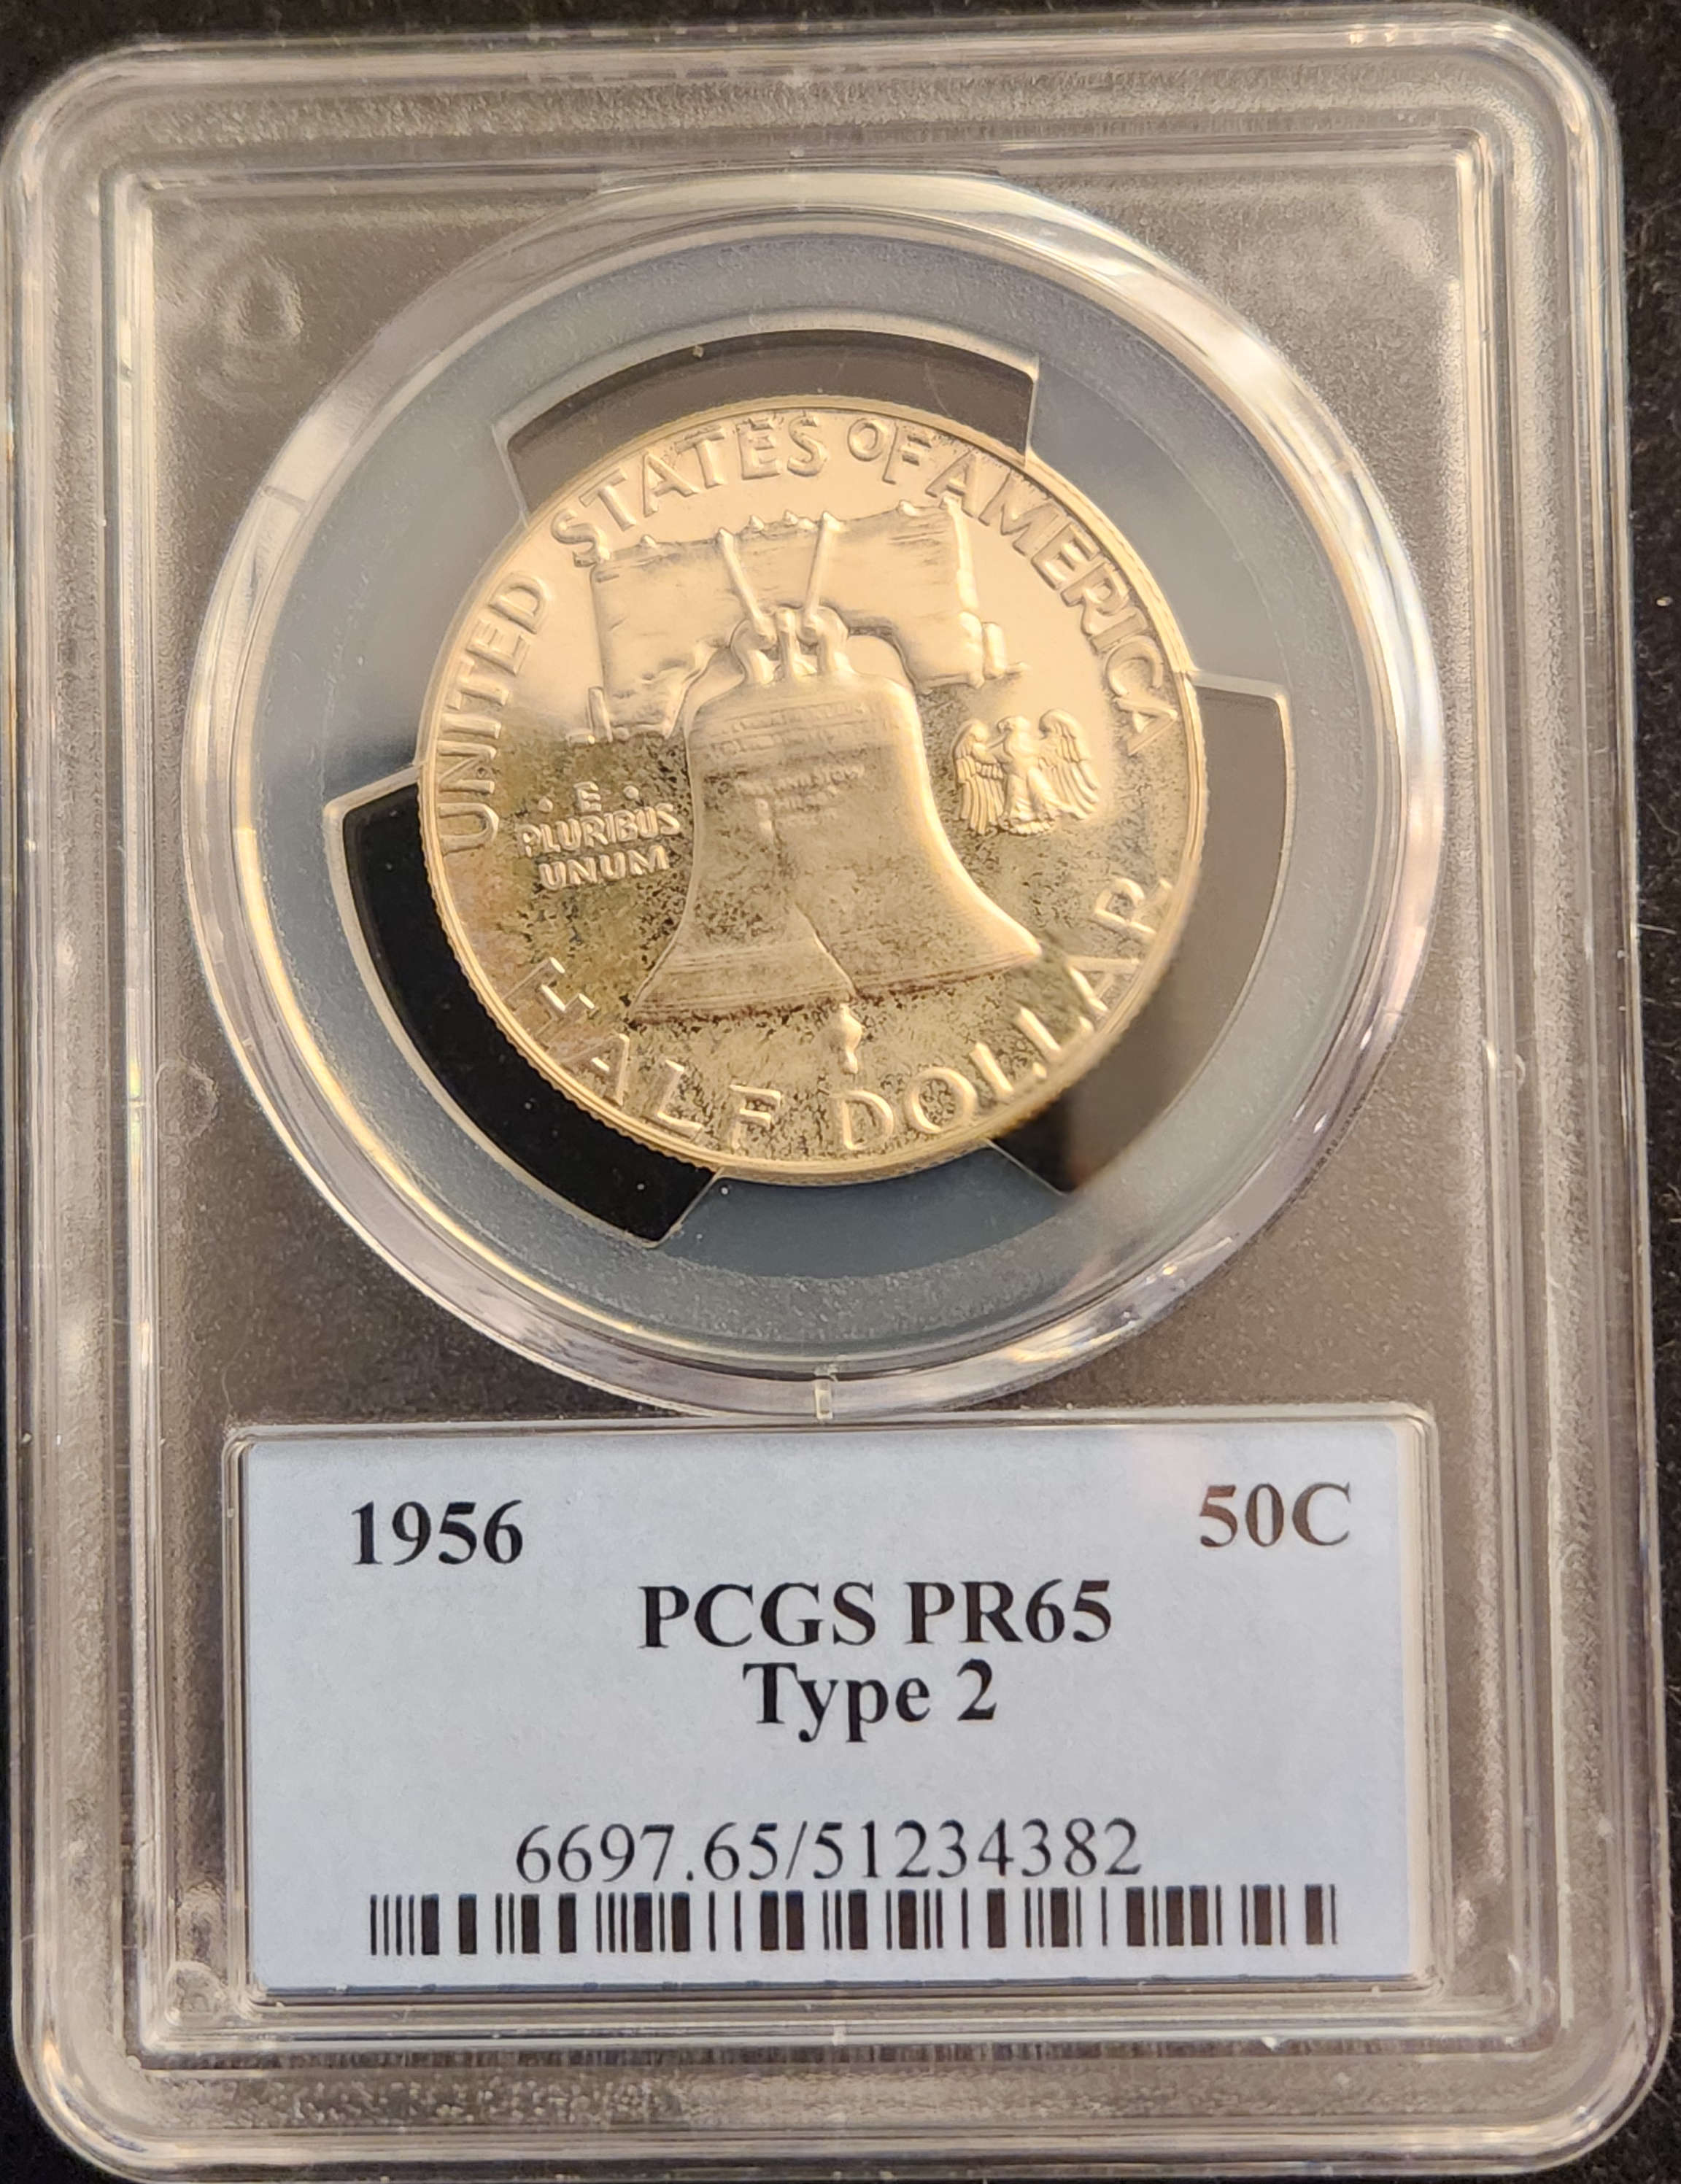 UNITED STATES OF AMERICA
· E ·
PLURIBUS
UNUM
HALF DOLLAR
1956 50C
PCGS PR65
Type 2
6697.65/51234382